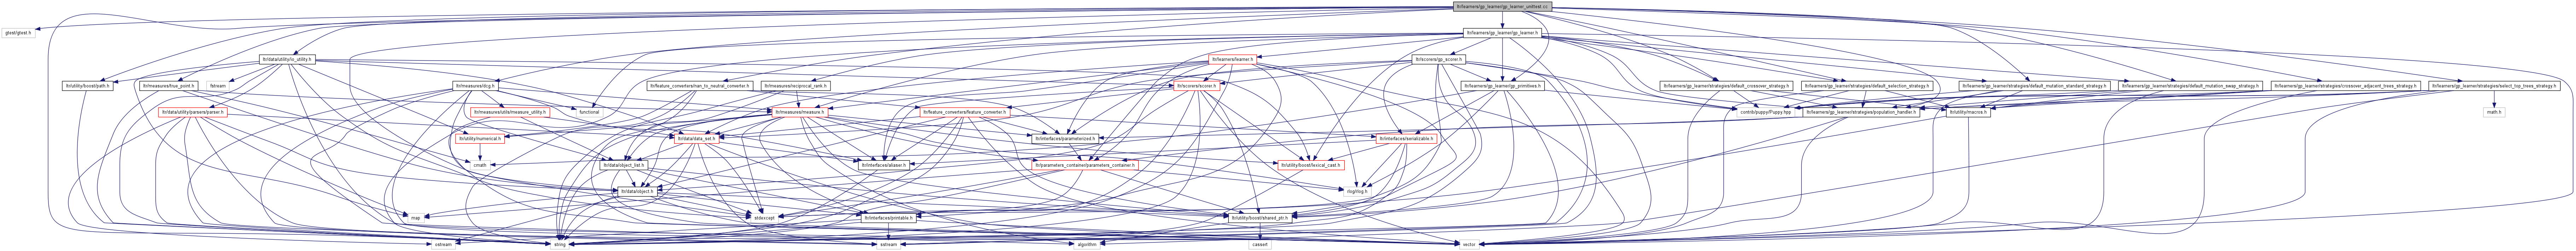 ltr/learners/gp_learner/gp_learner_unittest.cc
gtest/gtest.h
ltr/learners/gp_learner/gp_learner.h
ltr/data/utility/io_utility.h
ltr/learners/learner.h
ltr/scorers/gp_scorer.h
ltr/utility/boost/path.h
ltr/measures/true_point.h
fstream
ltr/measures/dcg.h
ltr/feature_converters/nan_to_neutral_converter.h
ltr/measures/reciprocal_rank.h
ltr/scorers/scorer.h
ltr/learners/gp_learner/gp_primitives.h
ltr/learners/gp_learner/strategies/default_crossover_strategy.h
ltr/learners/gp_learner/strategies/default_selection_strategy.h
ltr/learners/gp_learner/strategies/default_mutation_standard_strategy.h
ltr/learners/gp_learner/strategies/default_mutation_swap_strategy.h
ltr/learners/gp_learner/strategies/crossover_adjacent_trees_strategy.h
ltr/learners/gp_learner/strategies/select_top_trees_strategy.h
ltr/data/utility/parsers/parser.h
ltr/measures/utils/measure_utility.h
functional
ltr/measures/measure.h
ltr/feature_converters/feature_converter.h
contrib/puppy/Puppy.hpp
ltr/learners/gp_learner/strategies/population_handler.h
ltr/utility/macros.h
math.h
ltr/utility/numerical.h
ltr/data/data_set.h
ltr/interfaces/parameterized.h
ltr/interfaces/serializable.h
cmath
ltr/data/object_list.h
ltr/interfaces/aliaser.h
ltr/parameters_container/parameters_container.h
ltr/utility/boost/lexical_cast.h
ltr/data/object.h
rlog/rlog.h
map
stdexcept
ltr/interfaces/printable.h
ltr/utility/boost/shared_ptr.h
string
sstream
algorithm
cassert
vector